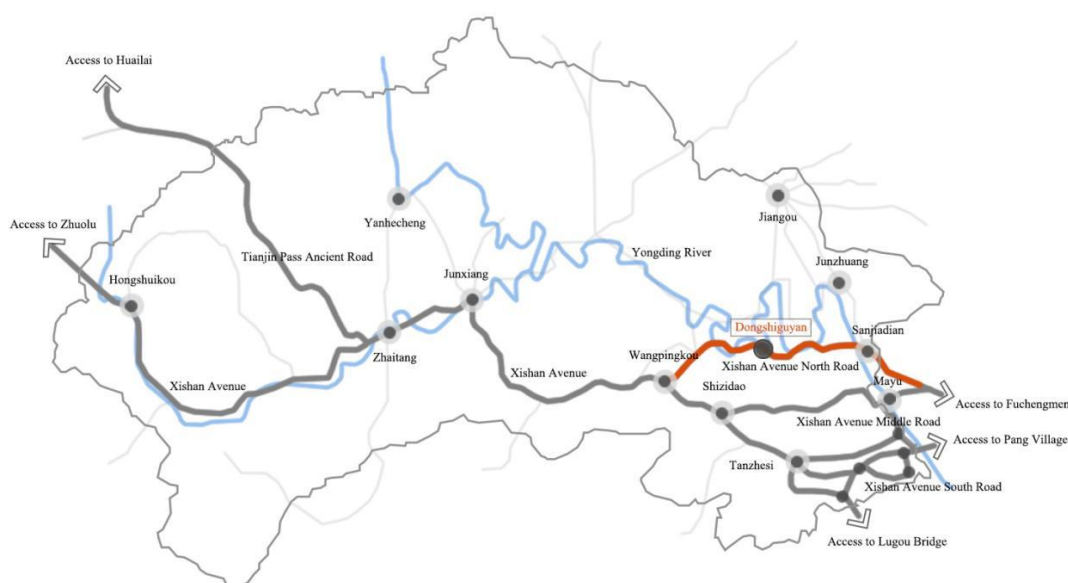 Access to Huailai
Access to Zhuolu
Hongshuikou
Tianjin Pass Ancient Road
Yanhecheng
Junxiang
Yongding River
Jiangou
Junzhuang
Zhaitang
Dongshiguyan
Sanjiadian
Wangpingkou
Xishan Avenue North Road
Xishan Avenue
Xishan Avenue
Shizidao
Mayu
Access to Fuchengmen
Xishan Avenue Middle Road
Access to Pang Village
Tanzhesi
Xishan Avenue South Road
Access to Lugou Bridge